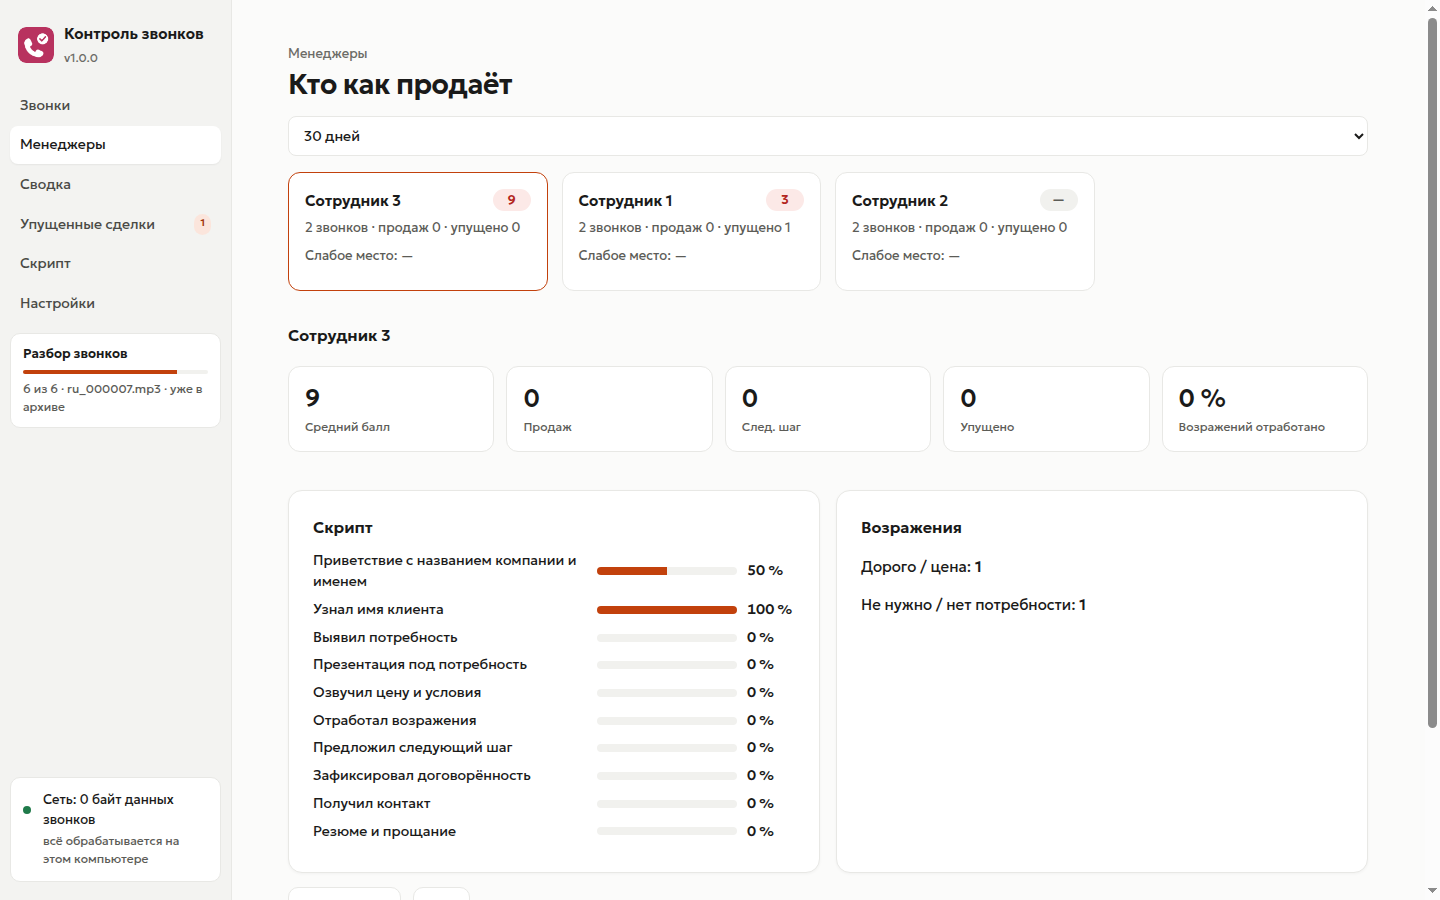 Контроль звонков
v1.0.0
Звонки
Менеджеры
Сводка
Упущенные сделки 1
Скрипт
Настройки
Разбор звонков
6 из 6 · ru_000007.mp3 · уже в
архиве
Сеть: 0 байт данных
звонков
всё обрабатывается на
этом компьютере
Менеджеры
Кто как продаёт
30 дней
Сотрудник 3 9
2 звонков · продаж 0 · упущено 0
Слабое место: —
Сотрудник 1 3
2 звонков · продаж 0 · упущено 1
Слабое место: —
Сотрудник 2 —
2 звонков · продаж 0 · упущено 0
Слабое место: —
Сотрудник 3
9
Средний балл
0
Продаж
0
След. шаг
0
Упущено
0 %
Возражений отработано
Скрипт
Приветствие с названием компании и
именем 50 %
Узнал имя клиента 100 %
Выявил потребность 0 %
Презентация под потребность 0 %
Озвучил цену и условия 0 %
Отработал возражения 0 %
Предложил следующий шаг 0 %
Зафиксировал договорённость 0 %
Получил контакт 0 %
Резюме и прощание 0 %
Возражения
Дорого / цена: 1
Не нужно / нет потребности: 1